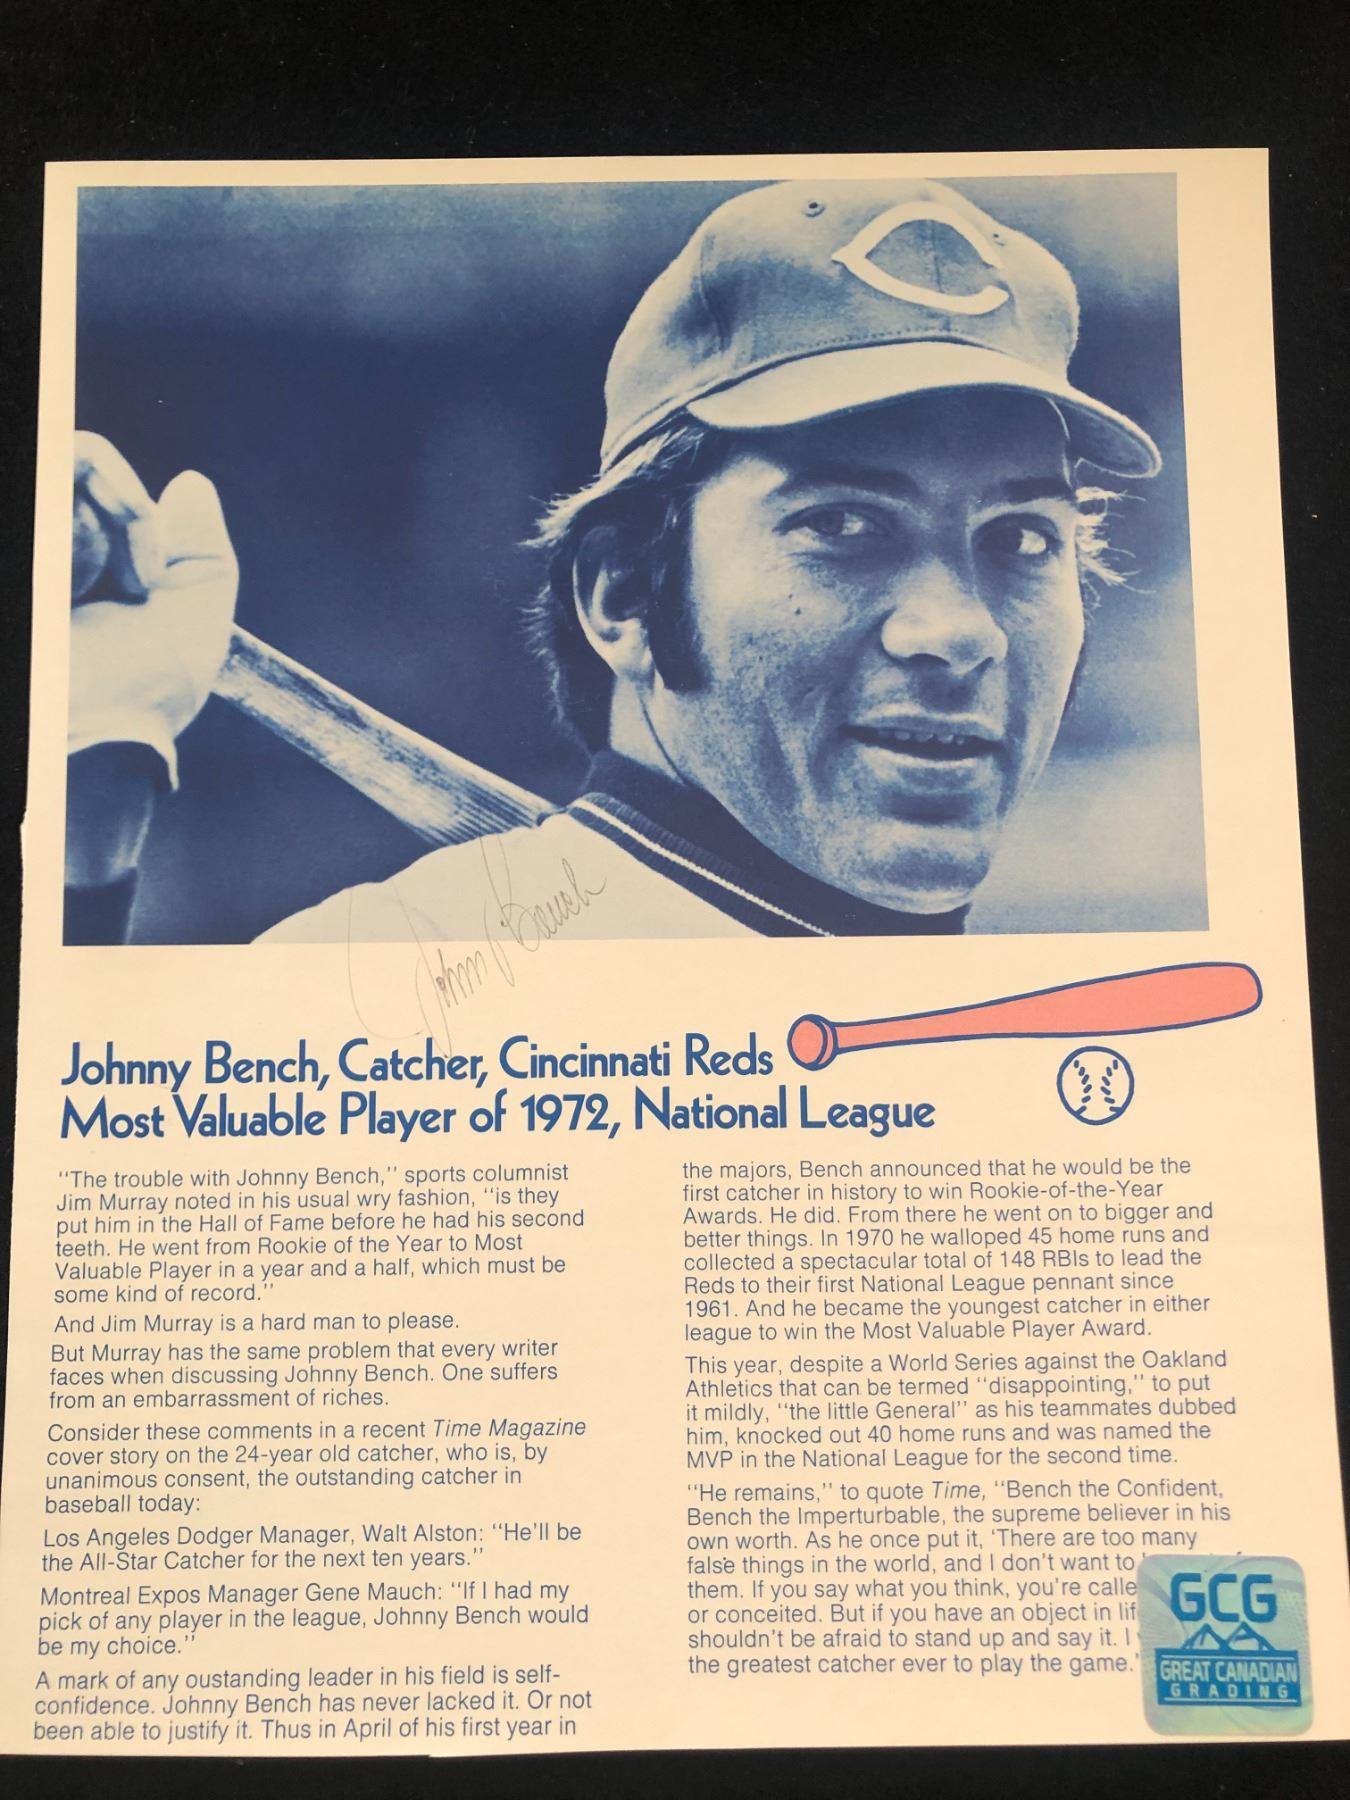 C
Johnny Bench
Johnny Bench, Catcher, Cincinnati Reds
Most Valuable Player of 1972, National League
"The trouble with Johnny Bench," sports columnist
Jim Murray noted in his usual wry fashion, "is they
put him in the Hall of Fame before he had his second
teeth. He went from Rookie of the Year to Most
Valuable Player in a year and a half, which must be
some kind of record."
And Jim Murray is a hard man to please.
But Murray has the same problem that every writer
faces when discussing Johnny Bench. One suffers
from an embarrassment of riches.
Consider these comments in a recent Time Magazine
cover story on the 24-year old catcher, who is, by
unanimous consent, the outstanding catcher in
baseball today:
Los Angeles Dodger Manager, Walt Alston: "He'll be
the All-Star Catcher for the next ten years."
Montreal Expos Manager Gene Mauch: "If I had my
pick of any player in the league, Johnny Bench would
be my choice."
A mark of any oustanding leader in his field is self-
confidence. Johnny Bench has never lacked it. Or not
been able to justify it. Thus in April of his first year in
the majors, Bench announced that he would be the
first catcher in history to win Rookie-of-the-Year
Awards. He did. From there he went on to bigger and
better things. In 1970 he walloped 45 home runs and
collected a spectacular total of 148 RBIs to lead the
Reds to their first National League pennant since
1961. And he became the youngest catcher in either
league to win the Most Valuable Player Award.
This year, despite a World Series against the Oakland
Athletics that can be termed "disappointing," to put
it mildly, "the little General" as his teammates dubbed
him, knocked out 40 home runs and was named the
MVP in the National League for the second time.
"He remains," to quote Time, "Bench the Confident,
Bench the Imperturbable, the supreme believer in his
own worth. As he once put it, 'There are too many
false things in the world, and I don't want to
them. If you say what you think, you're calle
or conceited. But if you have an object in lif
shouldn't be afraid to stand up and say it. I
the greatest catcher ever to play the game.'
GCG
GREAT CANADIAN
GRADING